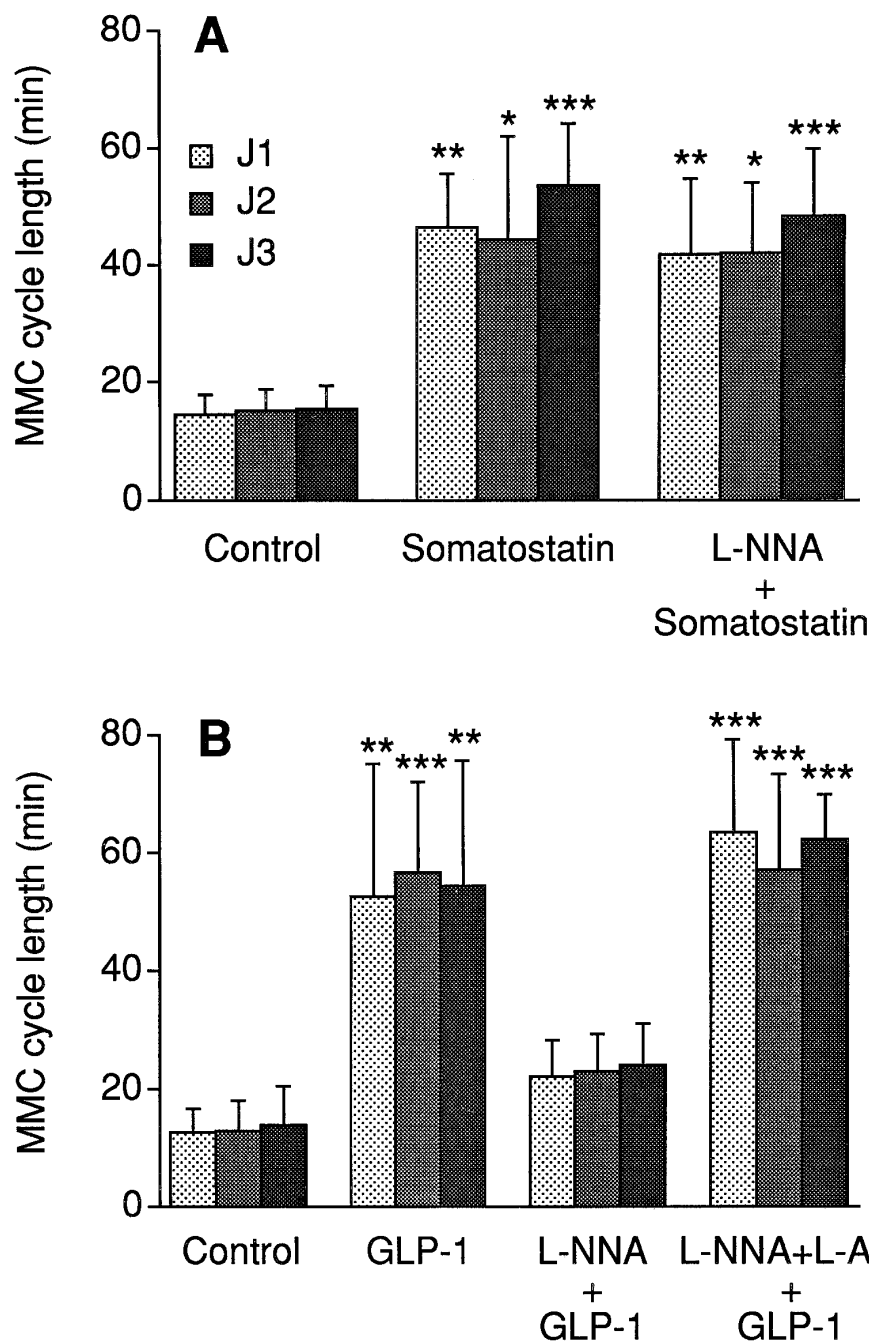 A
MMC cycle length (min)
80
60
40
20
0
J1
J2
J3
** * ***
** * ***
Control Somatostatin L-NNA
+
Somatostatin
B
MMC cycle length (min)
80
60
40
20
0
** *** **
*** *** ***
Control GLP-1 L-NNA L-NNA+L-A
+ +
GLP-1 GLP-1